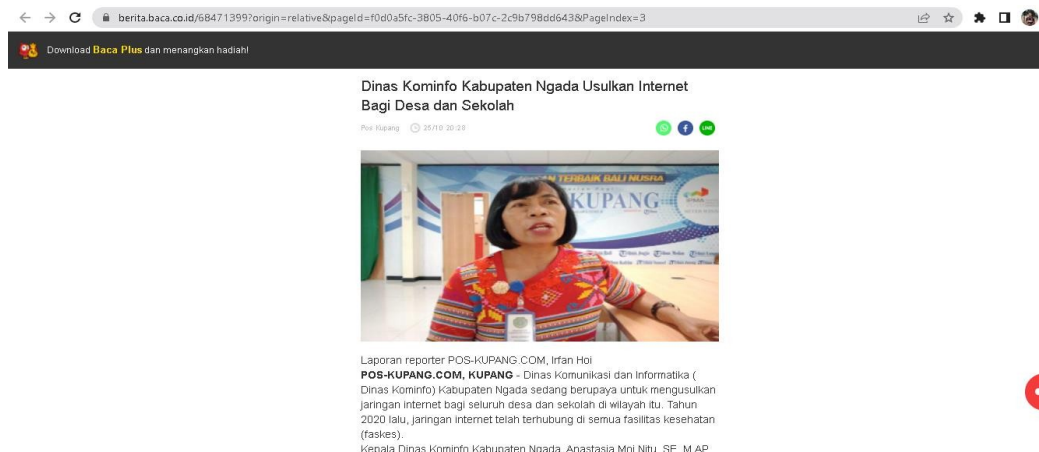 berita.baca.co.id/68471399?origin=relative&pageId=f0d0a5fc-3805-40f6-b07c-2c9b798dd643&PageIndex=3
Download Baca Plus dan menangkan hadiah!
Dinas Kominfo Kabupaten Ngada Usulkan Internet
Bagi Desa dan Sekolah
Pos Kupang 25/10 20:28
LINE
N TERBAIK BALI NUSRA
KUPANG
Laporan reporter POS-KUPANG.COM, Irfan Hoi
POS-KUPANG.COM, KUPANG - Dinas Komunikasi dan Informatika (
Dinas Kominfo) Kabupaten Ngada sedang berupaya untuk mengusulkan
jaringan internet bagi seluruh desa dan sekolah di wilayah itu. Tahun
2020 lalu, jaringan internet telah terhubung di semua fasilitas kesehatan
(faskes).
Kepala Dinas Kominfo Kabupaten Ngada, Anastasia Moi Nitu, SE, M.AP